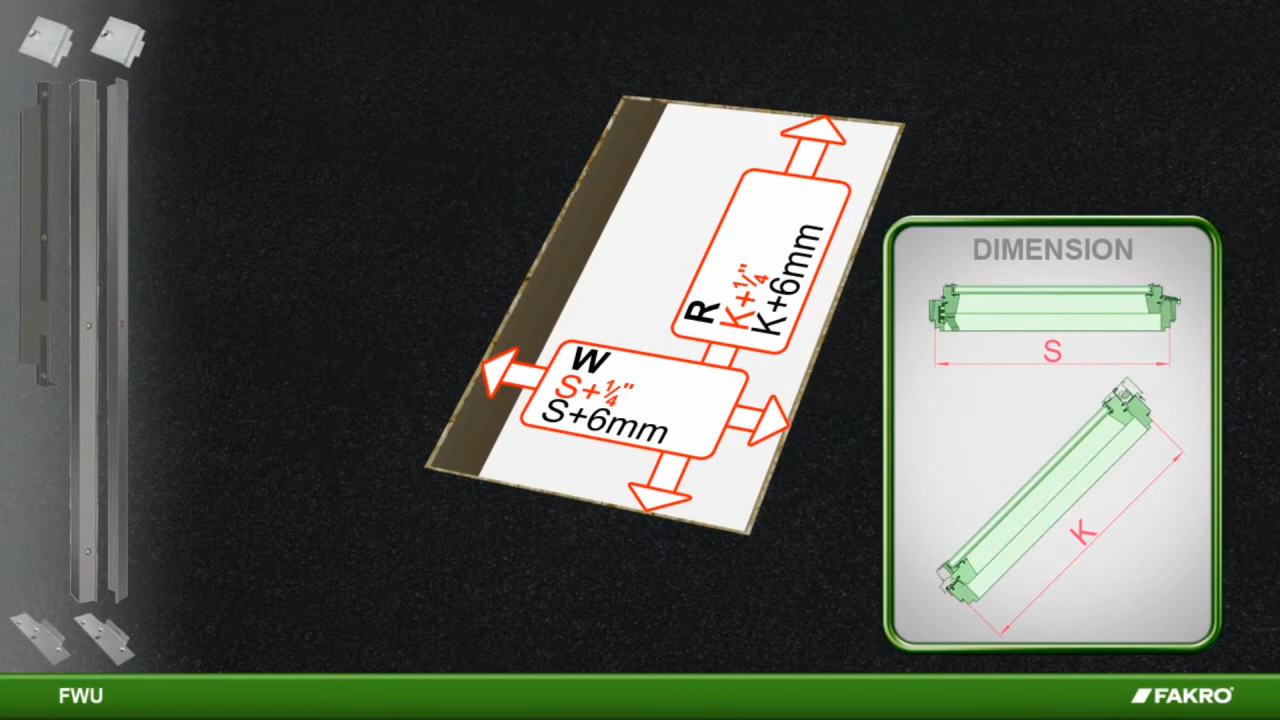 R
K+¼"
K+6mm
W
S+¼"
S+6mm
DIMENSION
S
K
FWU
FAKRO®